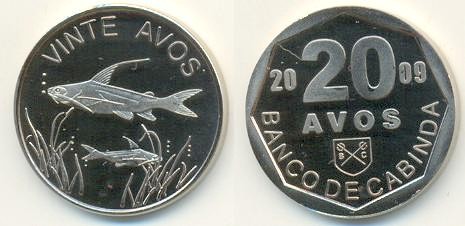 VINTE AVOS
20 20 09
AVOS
B C
BANCO DE CABINDA